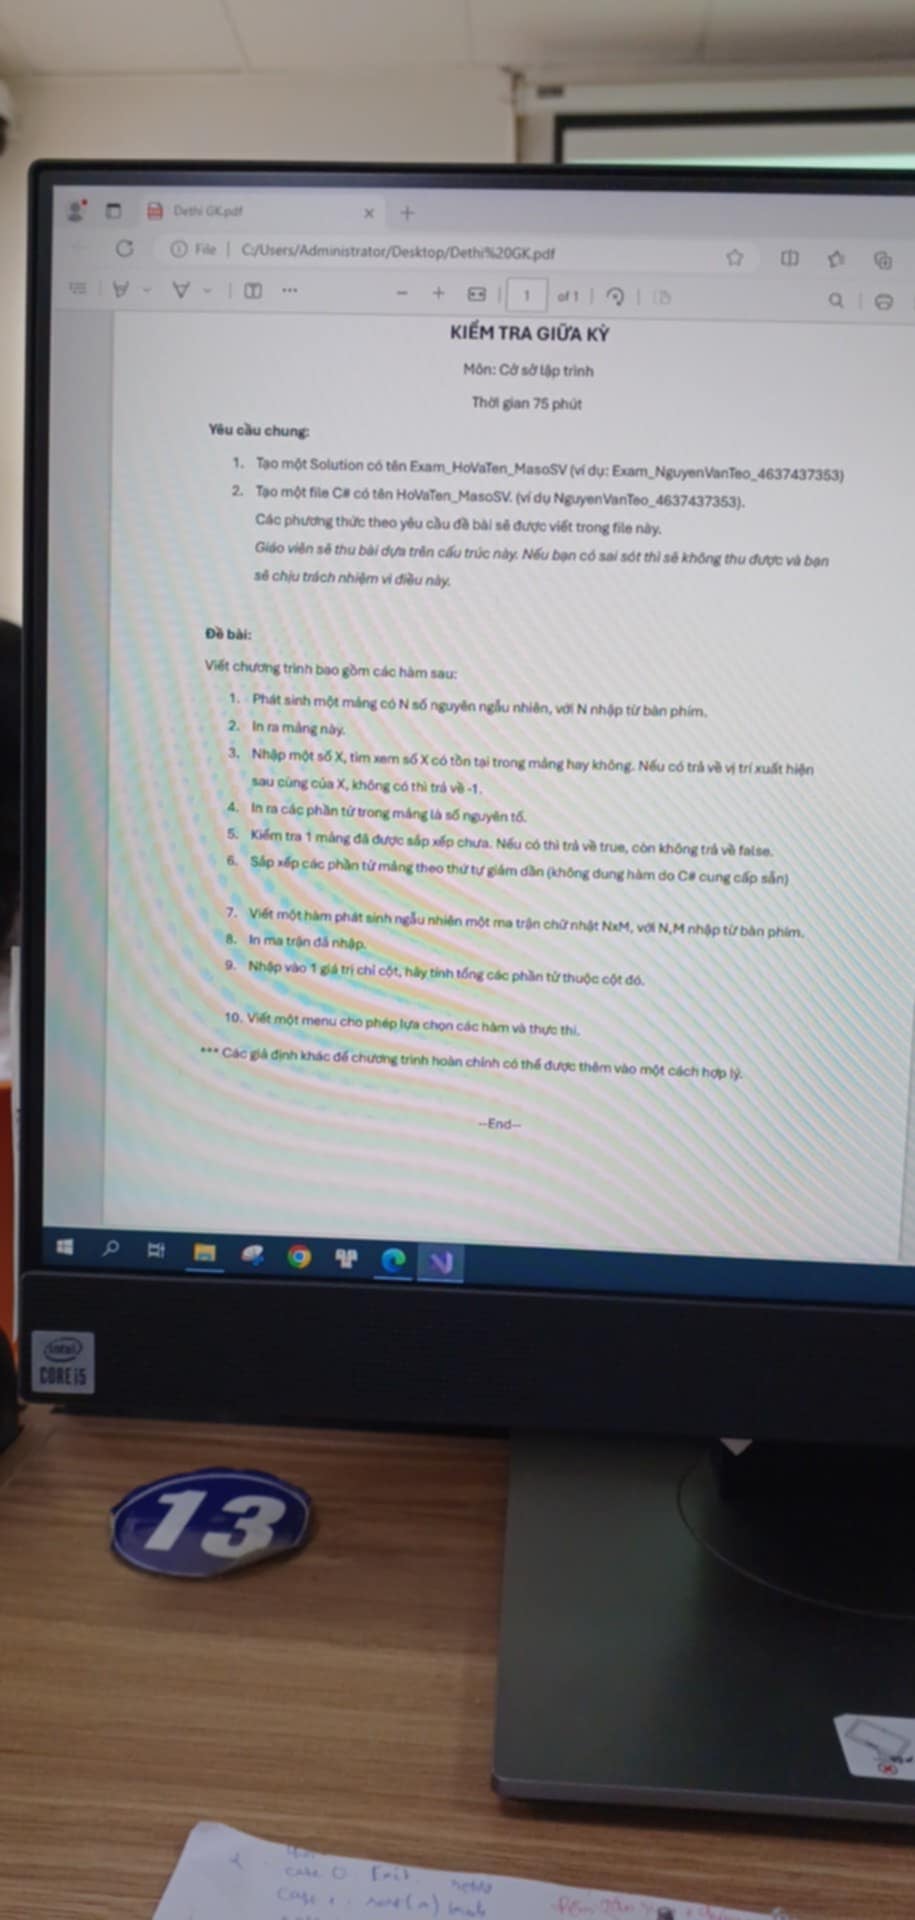 Dethi GK.pdf
File | C:/Users/Administrator/Desktop/Dethi%20GK.pdf
1 of 1
KIỂM TRA GIỮA KỲ
Môn: Cở sở lập trình
Thời gian 75 phút
Yêu cầu chung:
1. Tạo một Solution có tên Exam_HoVaTen_MasoSV (ví dụ: Exam_NguyenVanTeo_4637437353)
2. Tạo một file C# có tên HoVaTen_MasoSV. (ví dụ NguyenVanTeo_4637437353).
Các phương thức theo yêu cầu đề bài sẽ được viết trong file này.
Giáo viên sẽ thu bài dựa trên cấu trúc này. Nếu bạn có sai sót thì sẽ không thu được và bạn
sẽ chịu trách nhiệm vì điều này.
Đề bài:
Viết chương trình bao gồm các hàm sau:
1. Phát sinh một mảng có N số nguyên ngẫu nhiên, với N nhập từ bàn phím.
2. In ra mảng này.
3. Nhập một số X, tìm xem số X có tồn tại trong mảng hay không. Nếu có trả về vị trí xuất hiện
sau cùng của X, không có thì trả về -1.
4. In ra các phần tử trong mảng là số nguyên tố.
5. Kiểm tra 1 mảng đã được sắp xếp chưa. Nếu có thì trả về true, còn không trả về false.
6. Sắp xếp các phần tử mảng theo thứ tự giảm dần (không dung hàm do C# cung cấp sẵn)
7. Viết một hàm phát sinh ngẫu nhiên một ma trận chữ nhật NxM, với N,M nhập từ bàn phím.
8. In ma trận đã nhập.
9. Nhập vào 1 giá trị chỉ cột, hãy tính tổng các phần tử thuộc cột đó.
10. Viết một menu cho phép lựa chọn các hàm và thực thi.
*** Các giả định khác để chương trình hoàn chỉnh có thể được thêm vào một cách hợp lý.
--End--
intel
CORE i5
13
case 0
case